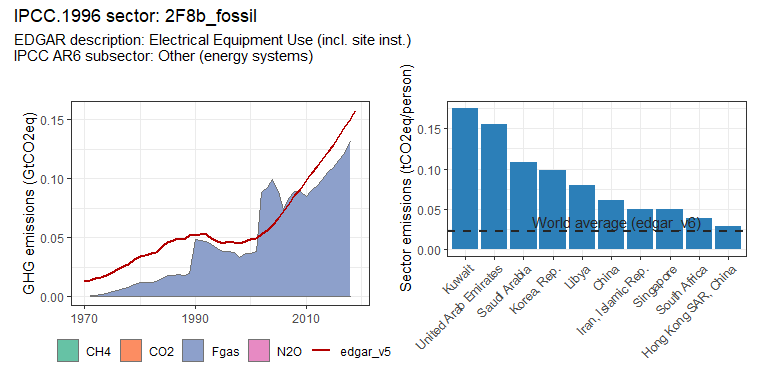 IPCC.1996 sector: 2F8b_fossil
EDGAR description: Electrical Equipment Use (incl. site inst.)
IPCC AR6 subsector: Other (energy systems)
GHG emissions (GtCO2eq)
0.15
0.10
0.05
0.00
1970
1990
2010
CH4
CO2
Fgas
N2O
edgar_v5
Sector emissions (tCO2eq/person)
0.15
0.10
0.05
0.00
World average (edgar_v6)
Kuwait
United Arab Emirates
Saudi Arabia
Korea Rep.
Libya
China
Iran, Islamic Rep.
Singapore
South Africa
Hong Kong SAR, China